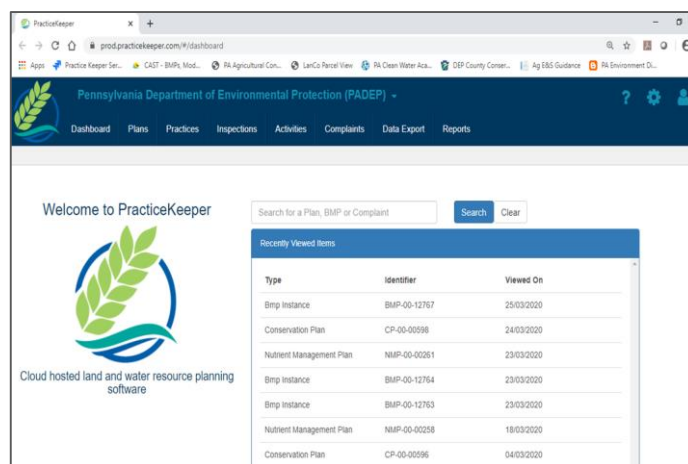 PracticeKeeper
prod.practicekeeper.com/#/dashboard
Apps Practice Keeper Ser... CAST - BMPs, Mod... PA Agricultural Con... LanCo Parcel View PA Clean Water Aca... DEP County Conser... Ag E&S Guidance PA Environment Di...
Pennsylvania Department of Environmental Protection (PADEP)
Dashboard Plans Practices Inspections Activities Complaints Data Export Reports
Welcome to PracticeKeeper
Cloud hosted land and water resource planning
software
Search for a Plan, BMP or Complaint Search Clear
Recently Viewed Items
Type Identifier Viewed On
Bmp Instance BMP-00-12767 25/03/2020
Conservation Plan CP-00-00598 24/03/2020
Nutrient Management Plan NMP-00-00261 23/03/2020
Bmp Instance BMP-00-12764 23/03/2020
Bmp Instance BMP-00-12763 23/03/2020
Nutrient Management Plan NMP-00-00258 18/03/2020
Conservation Plan CP-00-00596 04/03/2020